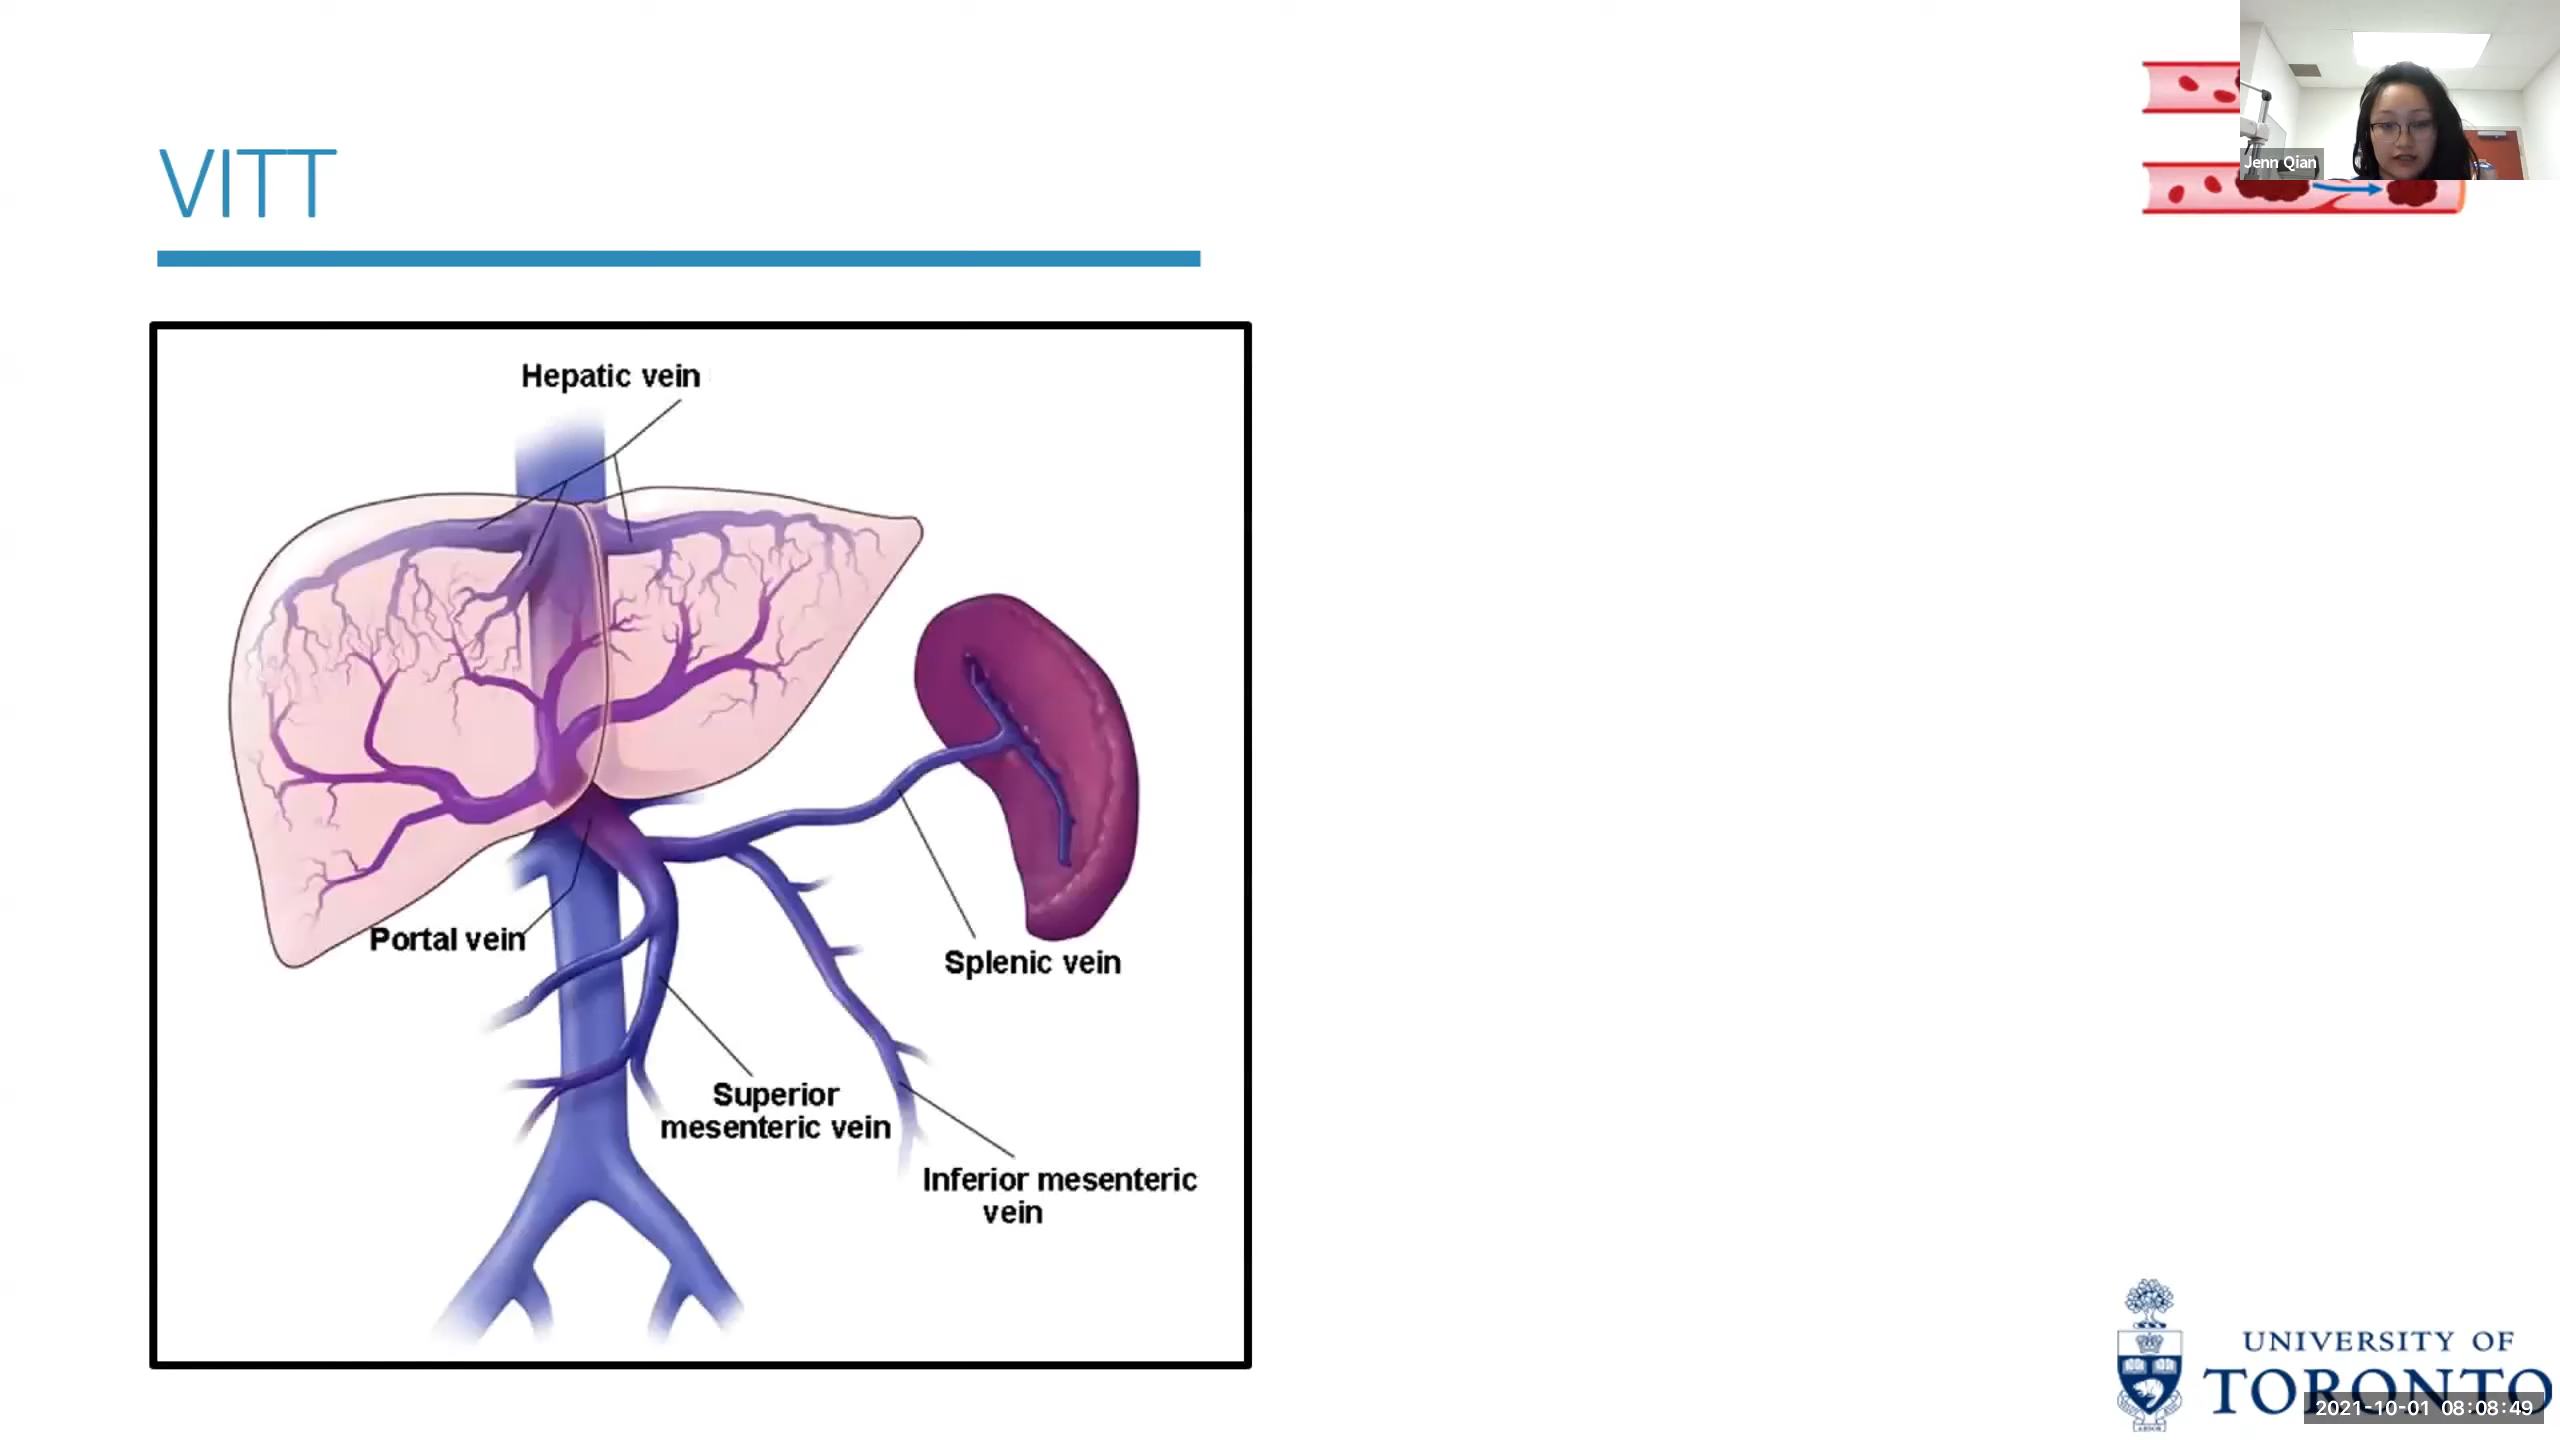 VITT
Jenn Qian
Hepatic vein
Portal vein
Splenic vein
Superior
mesenteric vein
Inferior mesenteric
vein
UNIVERSITY OF
TORONTO
2021-10-01 08:08:49